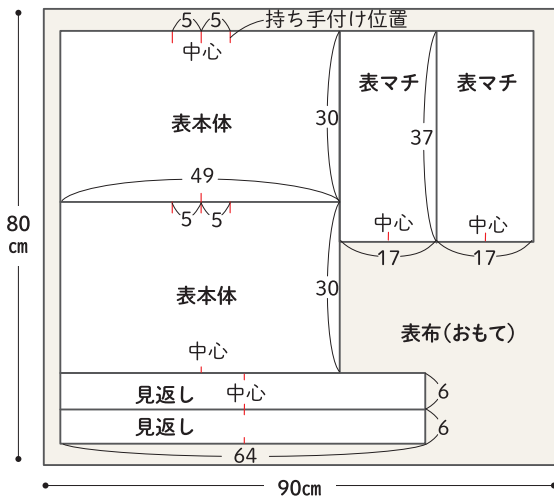 5 5 持ち手付け位置
中心
表マチ 表マチ
表本体
30
37
49
5 5
80
cm
中心 中心
17 17
表本体
30
表布(おもて)
中心
見返し 中心 6
見返し 6
64
90cm